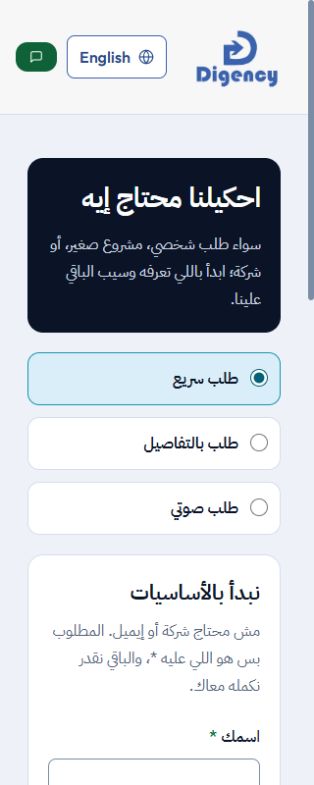 Digency
English
احكيلنا محتاج إيه
سواء طلب شخصي، مشروع صغير، أو
شركة؛ ابدأ باللي تعرفه وسيب الباقي
علينا.
طلب سريع
طلب بالتفاصيل
طلب صوتي
نبدأ بالأساسيات
مش محتاج شركة أو إيميل. المطلوب
بس هو اللي عليه *، والباقي نقدر
نكمله معاك.
اسمك *